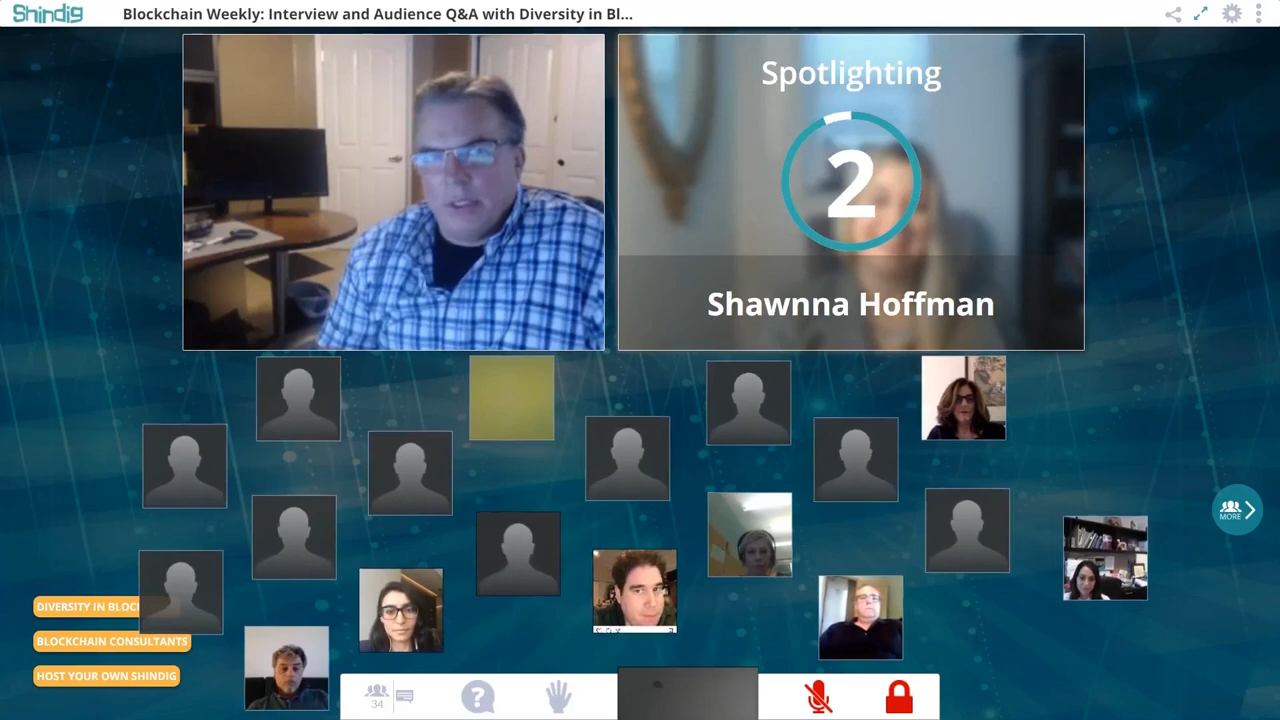 Shindig
Blockchain Weekly: Interview and Audience Q&A with Diversity in Bl...
Spotlighting
2
Shawnna Hoffman
MORE
DIVERSITY IN BLOC
BLOCKCHAIN CONSULTANTS
HOST YOUR OWN SHINDIG
34
?